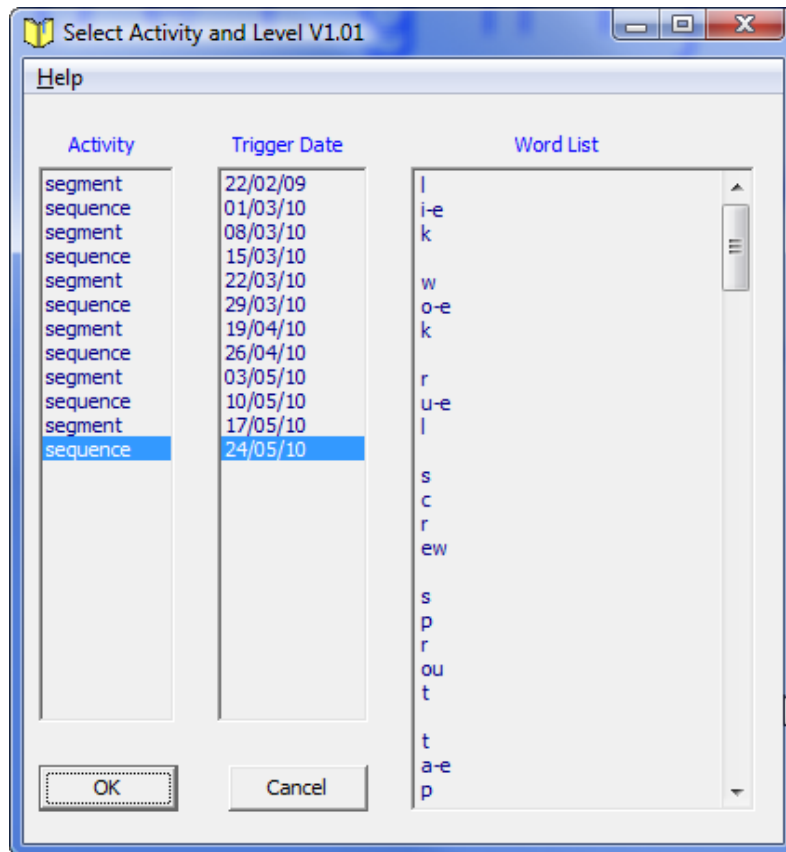 Select Activity and Level V1.01
Help
Activity Trigger Date Word List
segment 22/02/09 l
sequence 01/03/10 i-e
segment 08/03/10 k
sequence 15/03/10
segment 22/03/10 w
sequence 29/03/10 o-e
segment 19/04/10 k
sequence 26/04/10
segment 03/05/10 r
sequence 10/05/10 u-e
segment 17/05/10 l
sequence 24/05/10
s
c
r
ew
s
p
r
ou
t
t
a-e
p
OK Cancel